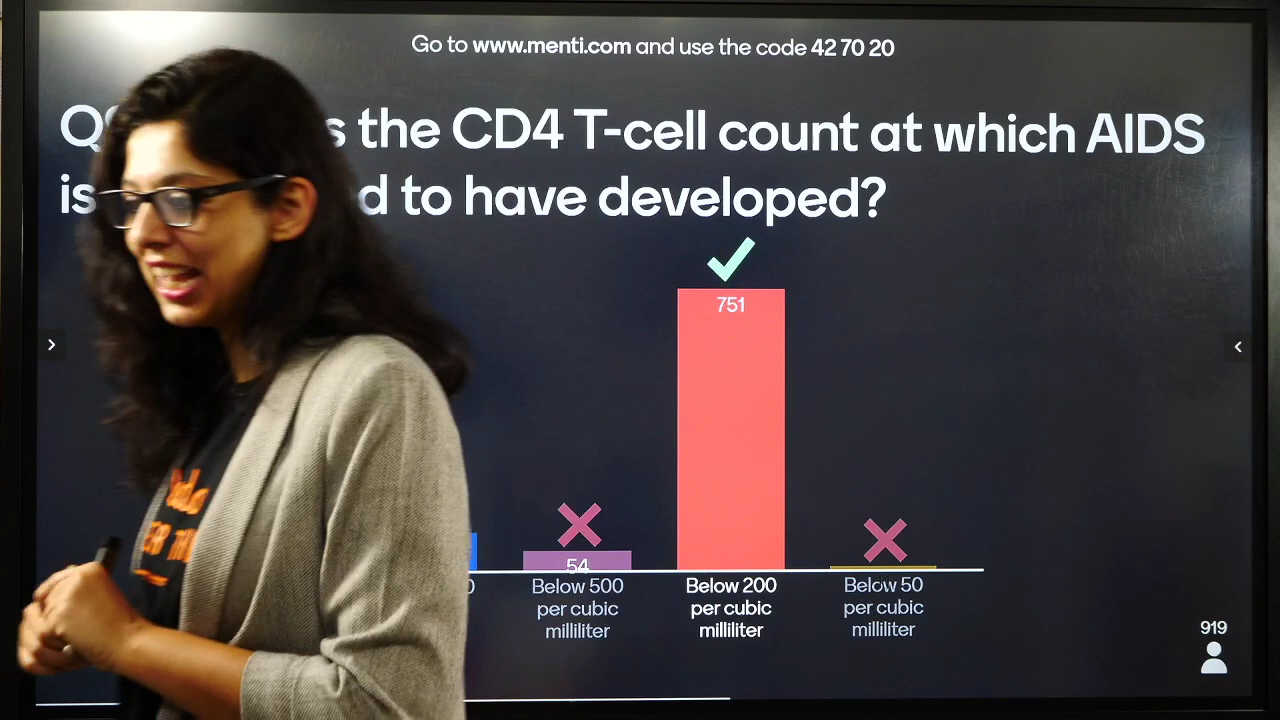 Go to www.menti.com and use the code 42 70 20
the CD4 T-cell count at which AIDS
is to have developed?
751
54
Below 500
per cubic
milliliter
Below 200
per cubic
milliliter
Below 50
per cubic
milliliter
919